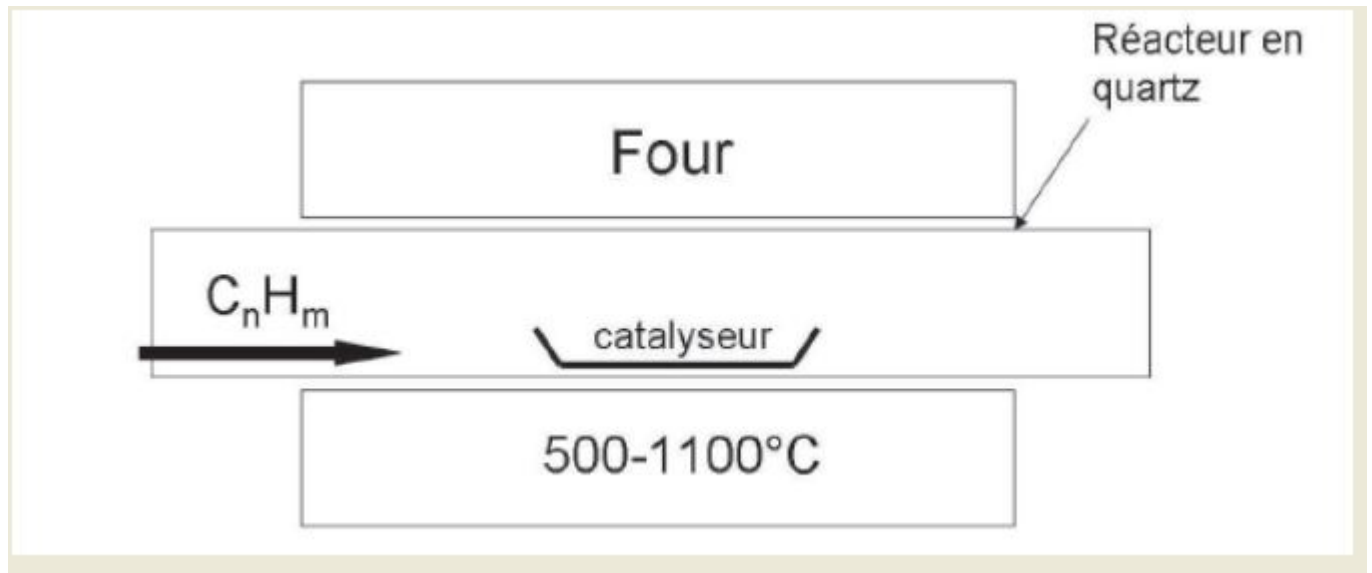 Réacteur en
quartz
Four
CₙHₘ
catalyseur
500-1100°C